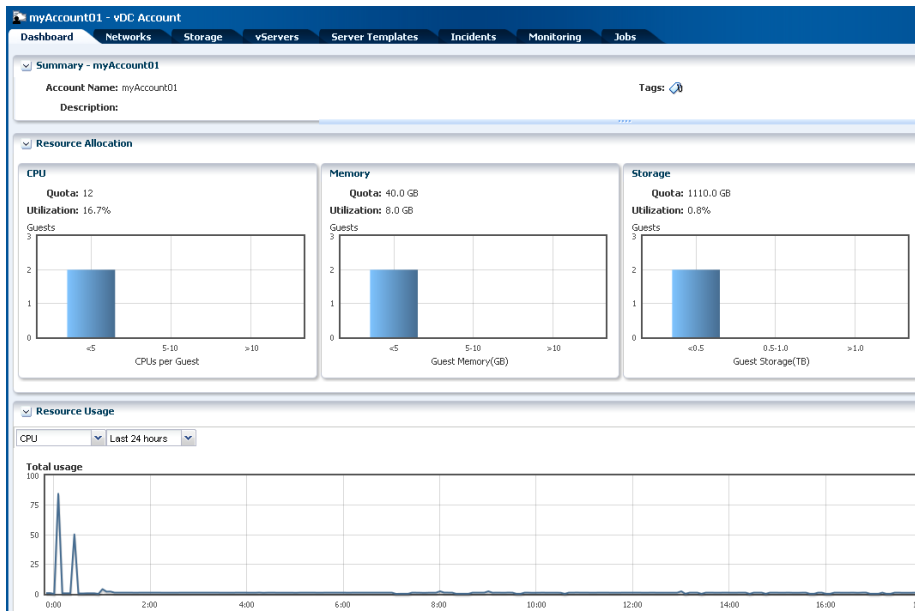 myAccount01 - vDC Account
Dashboard Networks Storage vServers Server Templates Incidents Monitoring Jobs
Summary - myAccount01
Account Name: myAccount01 Tags:
Description:
Resource Allocation
CPU
Quota: 12
Utilization: 16.7%
Guests
3
2
1
0
<5 5-10 >10
CPUs per Guest
Memory
Quota: 40.0 GB
Utilization: 8.0 GB
Guests
3
2
1
0
<5 5-10 >10
Guest Memory(GB)
Storage
Quota: 1110.0 GB
Utilization: 0.8%
Guests
3
2
1
0
<0.5 0.5-1.0 >1.0
Guest Storage(TB)
Resource Usage
CPU Last 24 hours
Total usage
100
75
50
25
0
0:00 2:00 4:00 6:00 8:00 10:00 12:00 14:00 16:00